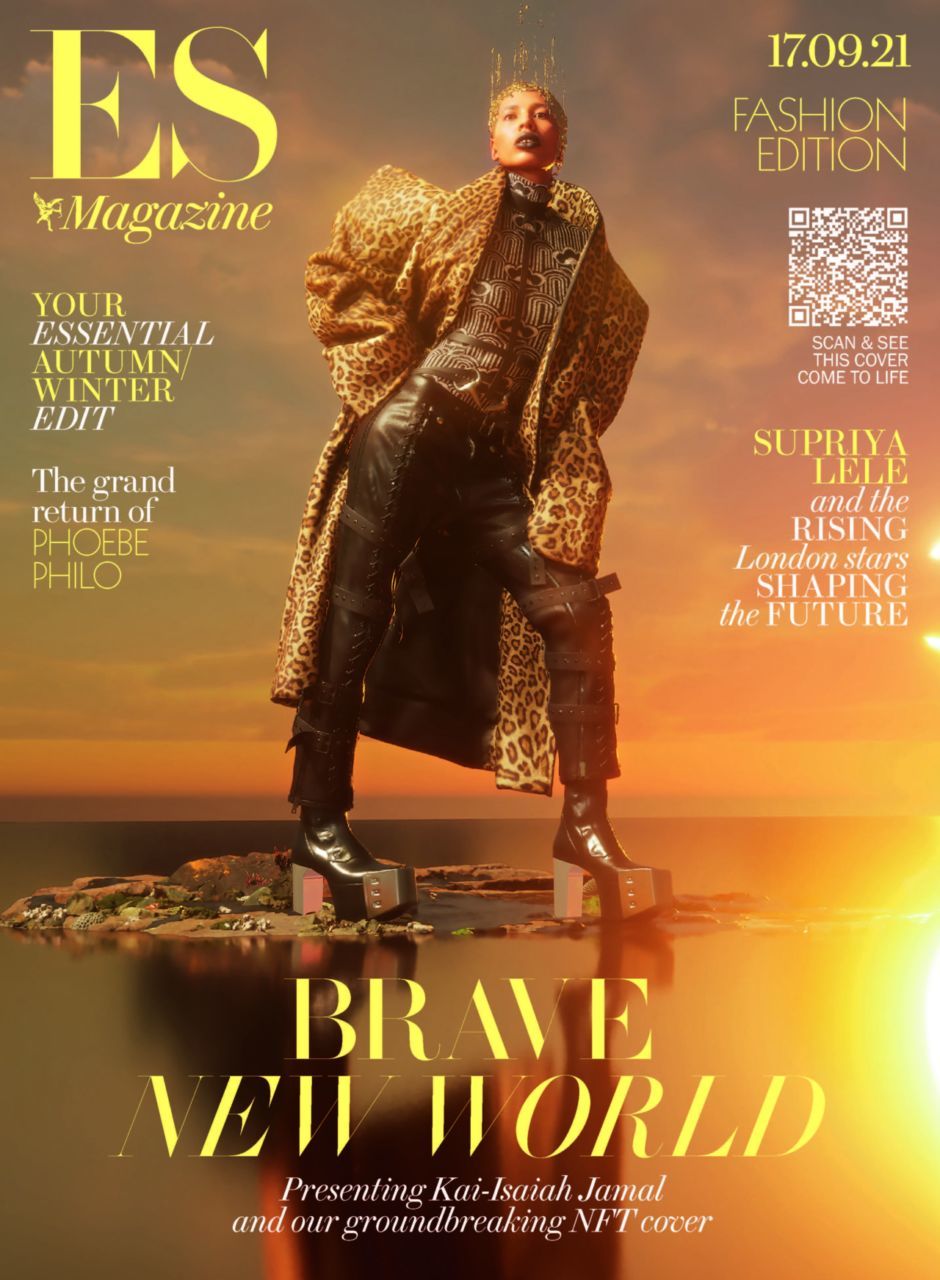 ES
Magazine
17.09.21
FASHION
EDITION
SCAN & SEE
THIS COVER
COME TO LIFE
YOUR
ESSENTIAL
AUTUMN/
WINTER
EDIT
The grand
return of
PHOEBE
PHILO
SUPRIYA
LELE
and the
RISING
London stars
SHAPING
the FUTURE
BRAVE
NEW WORLD
Presenting Kai-Isaiah Jamal
and our groundbreaking NFT cover